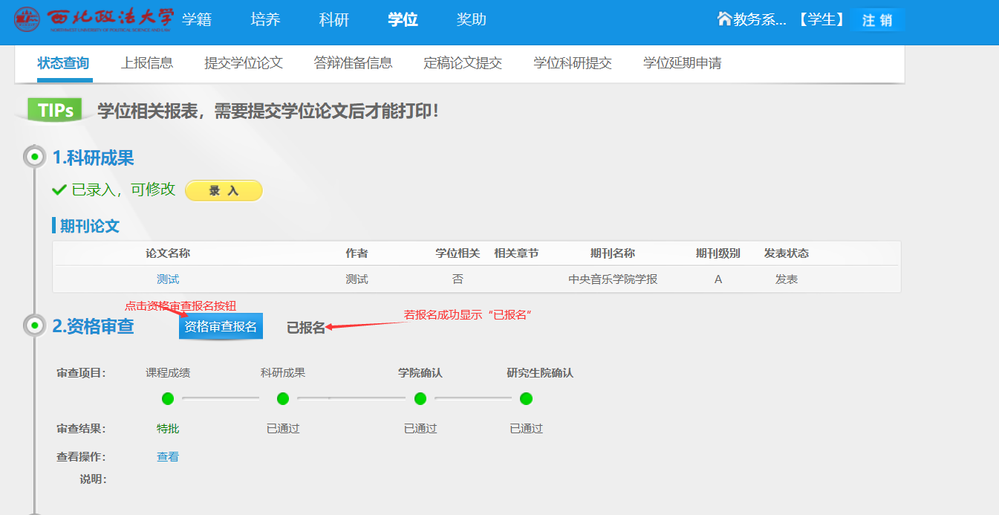 西北政法大学 学籍 培养 科研 学位 奖助 教务系... 【学生】 注 销
NORTHWEST UNIVERSITY OF POLITICAL SCIENCE AND LAW
状态查询 上报信息 提交学位论文 答辩准备信息 定稿论文提交 学位科研提交 学位延期申请
TIPs 学位相关报表，需要提交学位论文后才能打印！
1.科研成果
已录入，可修改 录 入
期刊论文
论文名称 作者 学位相关 相关章节 期刊名称 期刊级别 发表状态
测试 测试 否 中央音乐学院学报 A 发表
点击资格审查报名按钮
若报名成功显示“已报名”
2.资格审查 资格审查报名 已报名
审查项目： 课程成绩 科研成果 学院确认 研究生院确认
审查结果： 特批 已通过 已通过 已通过
查看操作： 查看
说明：